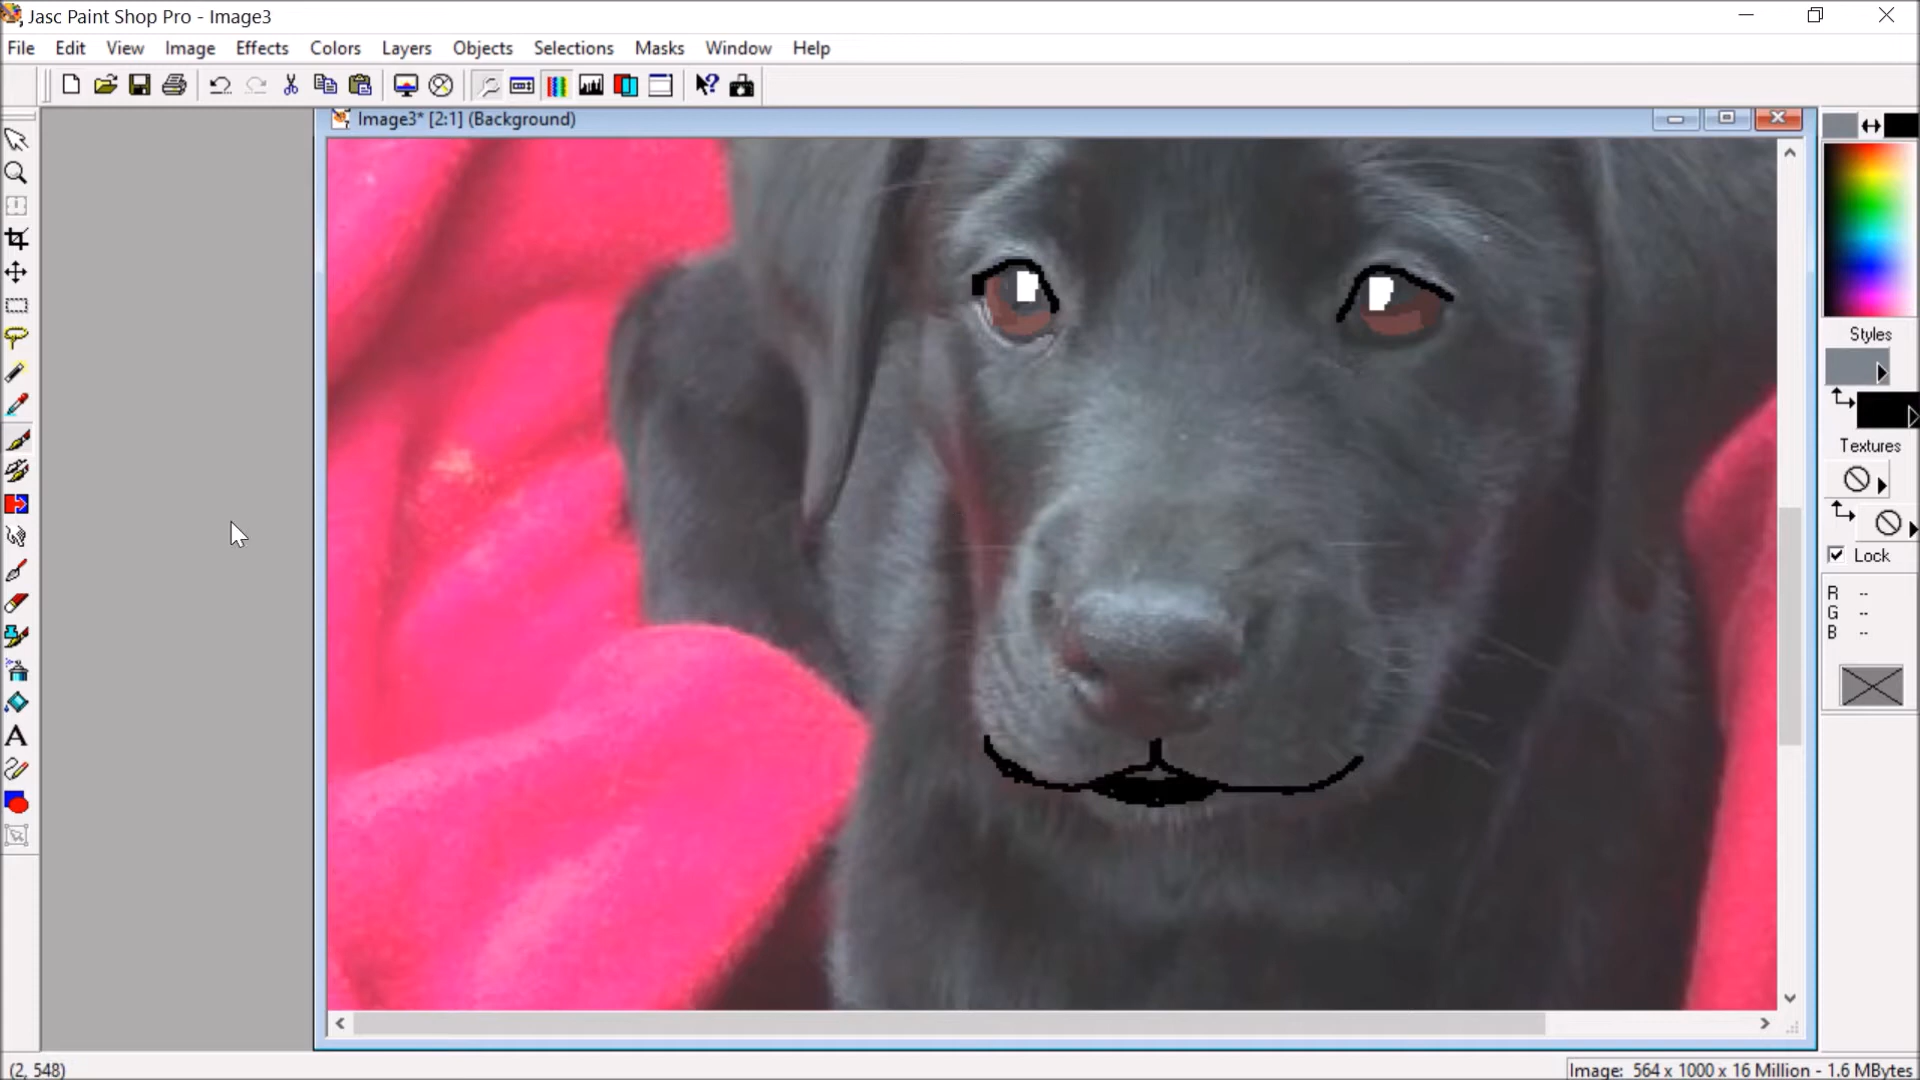 Jasc Paint Shop Pro - Image3
File Edit View Image Effects Colors Layers Objects Selections Masks Window Help
Image3* [2:1] (Background)
Styles
Textures
Lock
R --
G --
B --
A
(2, 548)
Image: 564 x 1000 x 16 Million - 1.6 MBytes